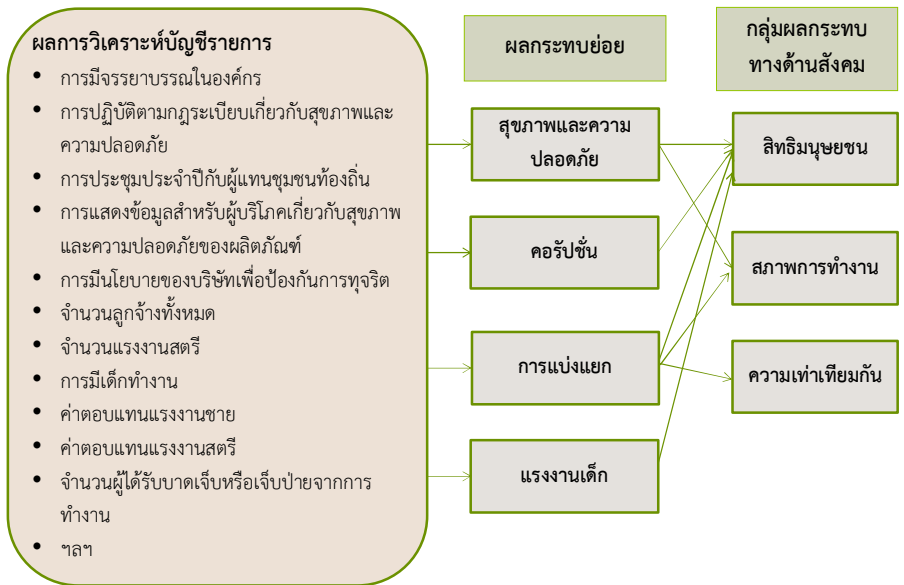 ผลการวิเคราะห์บัญชีรายการ
• การมีจรรยาบรรณในองค์กร
• การปฏิบัติตามกฎระเบียบเกี่ยวกับสุขภาพและ
ความปลอดภัย
• การประชุมประจำปีกับผู้แทนชุมชนท้องถิ่น
• การแสดงข้อมูลสำหรับผู้บริโภคเกี่ยวกับสุขภาพ
และความปลอดภัยของผลิตภัณฑ์
• การมีนโยบายของบริษัทเพื่อป้องกันการทุจริต
• จำนวนลูกจ้างทั้งหมด
• จำนวนแรงงานสตรี
• การมีเด็กทำงาน
• ค่าตอบแทนแรงงานชาย
• ค่าตอบแทนแรงงานสตรี
• จำนวนผู้ได้รับบาดเจ็บหรือเจ็บป่ายจากการ
ทำงาน
• ฯลฯ
ผลกระทบย่อย
สุขภาพและความ
ปลอดภัย
คอรัปชั่น
การแบ่งแยก
แรงงานเด็ก
กลุ่มผลกระทบ
ทางด้านสังคม
สิทธิมนุษยชน
สภาพการทำงาน
ความเท่าเทียมกัน